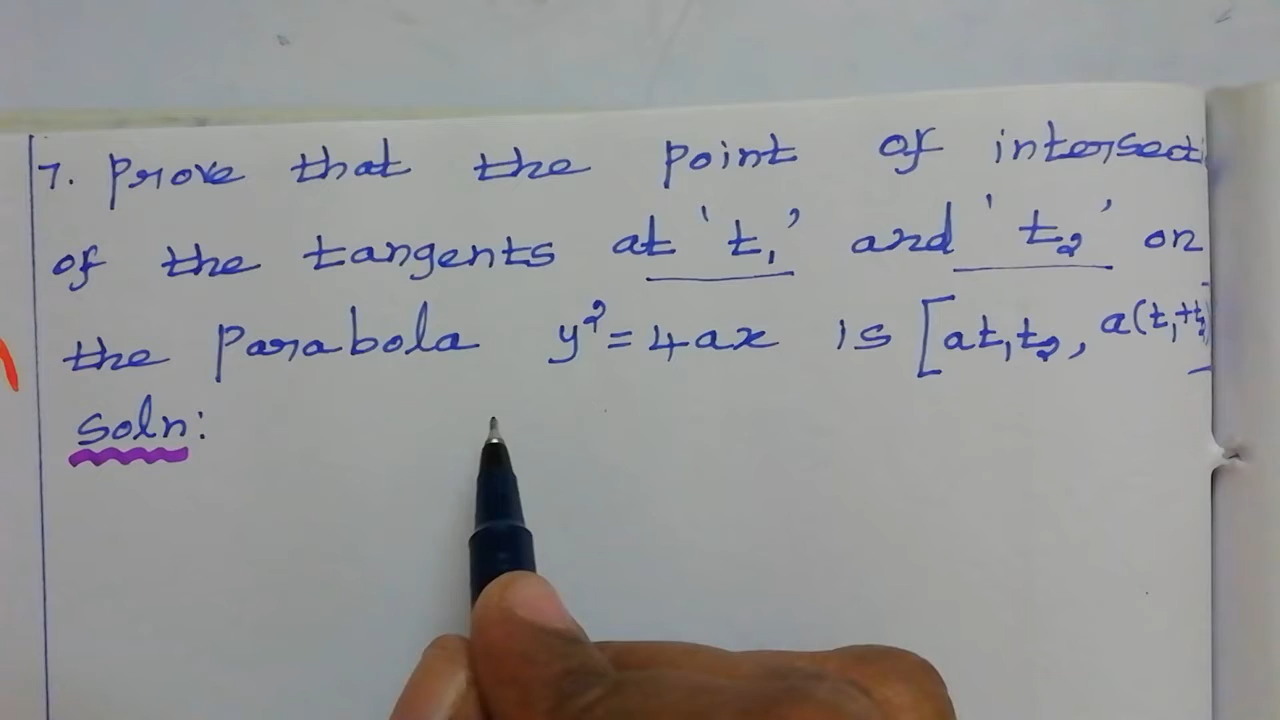 7. Prove that the point of intersect
of the tangents at 't₁' and 't₂' on
the parabola y² = 4ax is [at₁t₂, a(t₁+t₂)]
Soln: